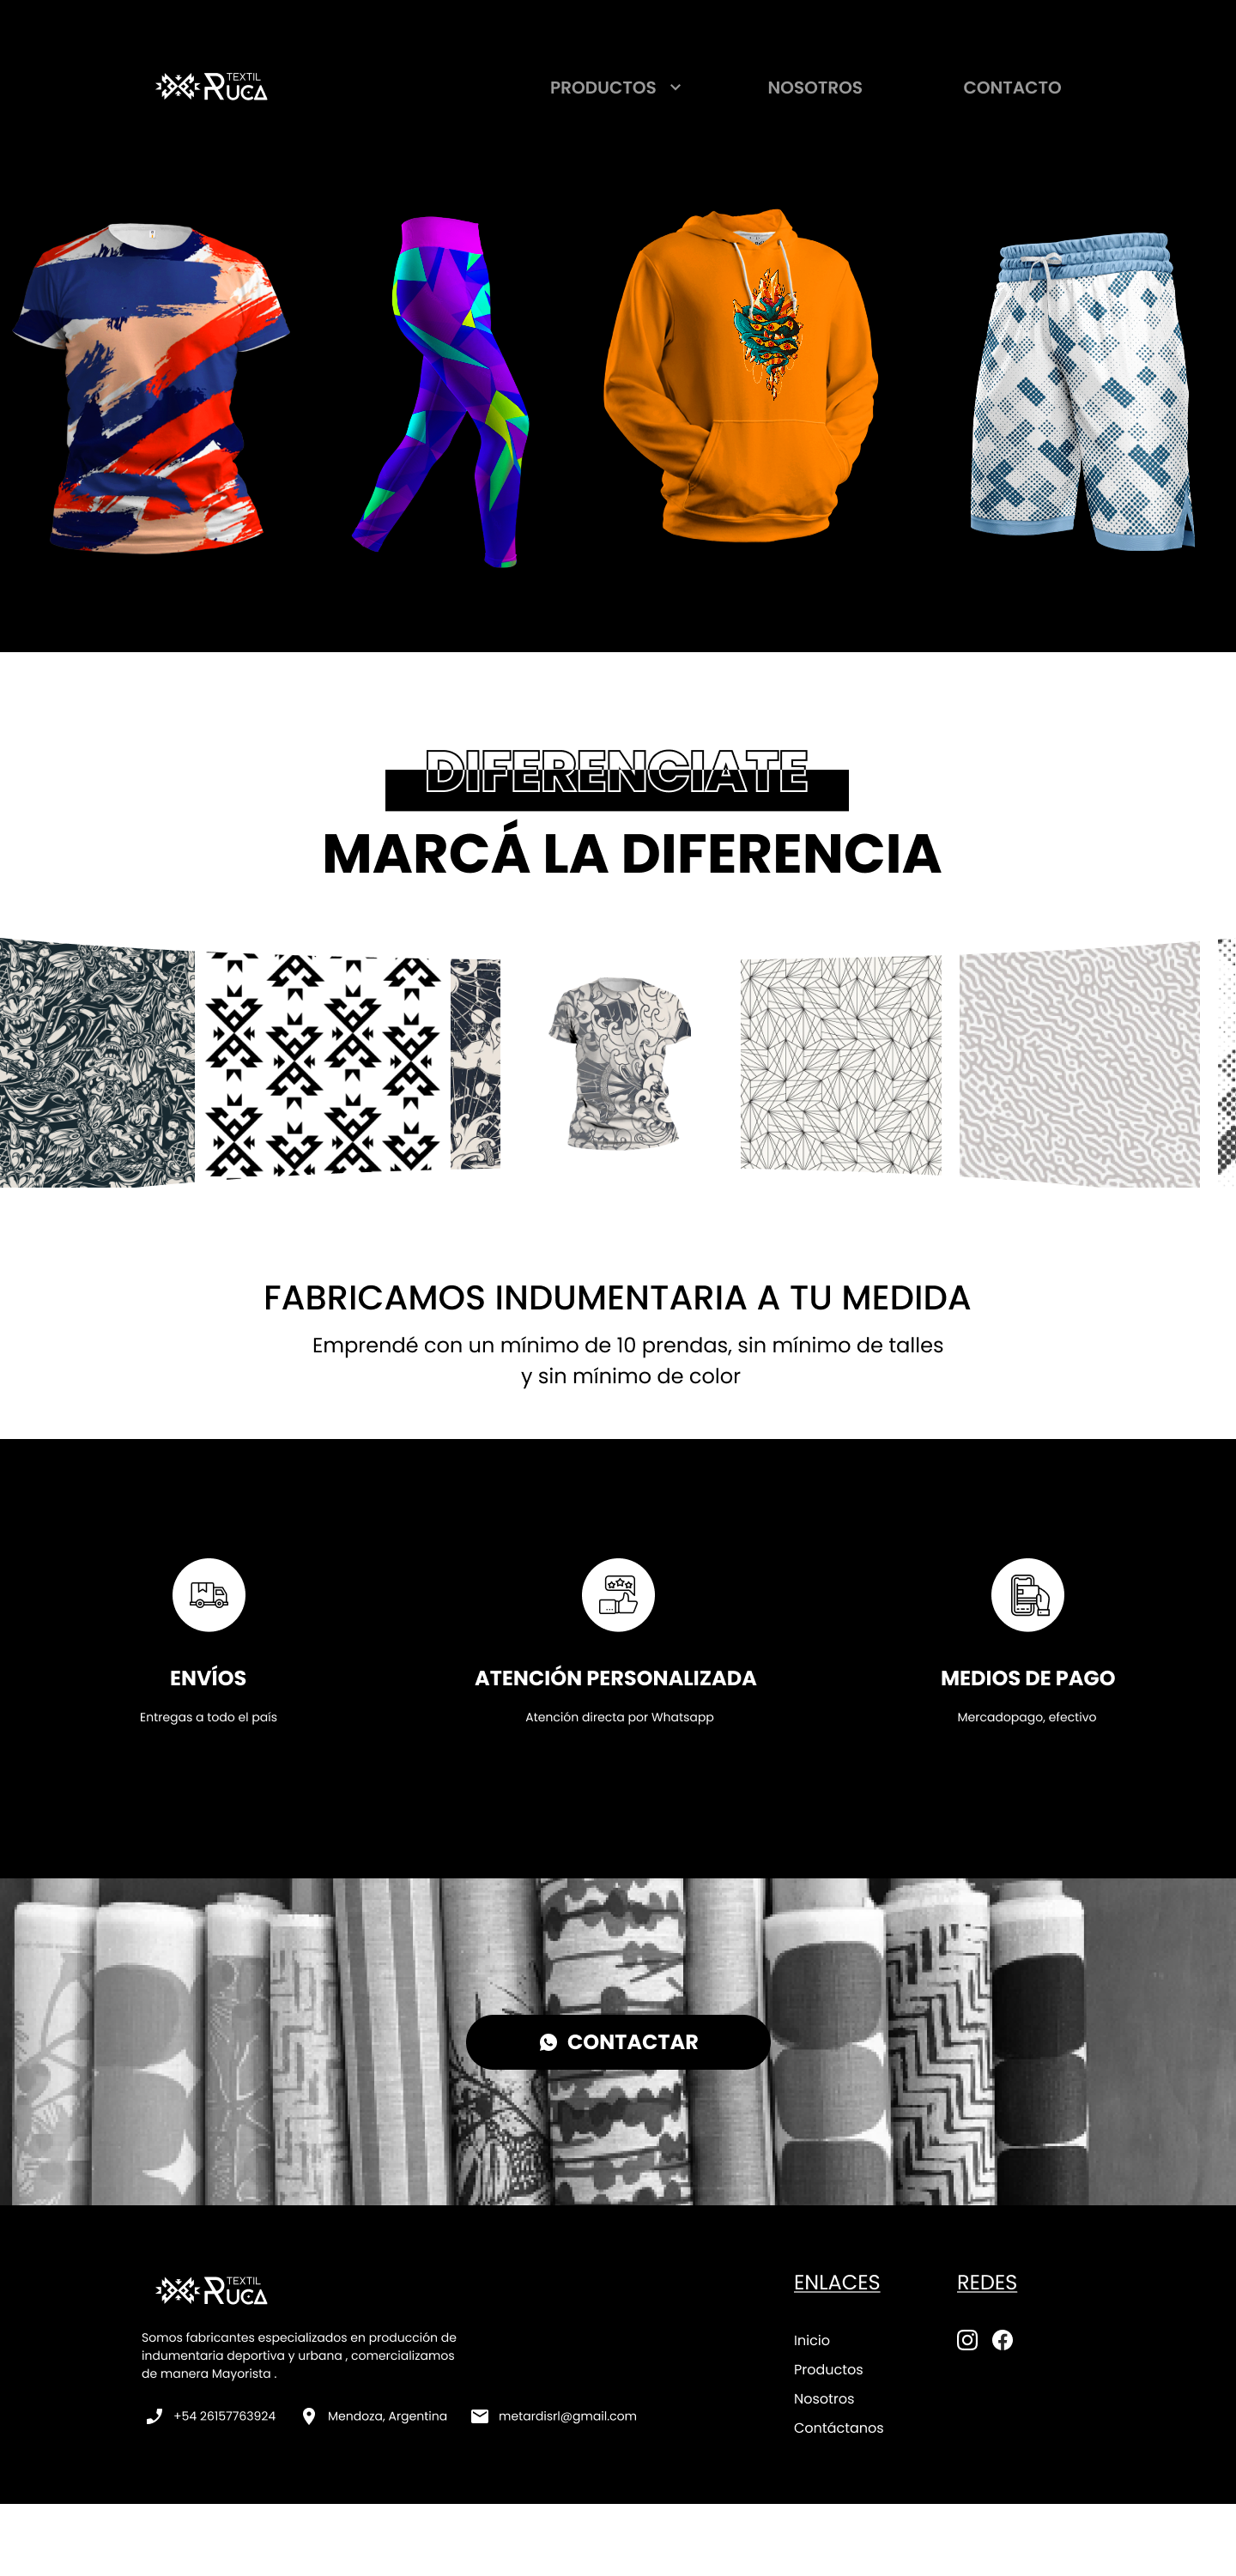 TEXTIL
RUCA
PRODUCTOS
NOSOTROS
CONTACTO
DIFERENCIATE
MARCÁ LA DIFERENCIA
FABRICAMOS INDUMENTARIA A TU MEDIDA
Emprendé con un mínimo de 10 prendas, sin mínimo de talles
y sin mínimo de color
ENVÍOS
Entregas a todo el país
ATENCIÓN PERSONALIZADA
Atención directa por Whatsapp
MEDIOS DE PAGO
Mercadopago, efectivo
CONTACTAR
TEXTIL
RUCA
Somos fabricantes especializados en producción de
indumentaria deportiva y urbana , comercializamos
de manera Mayorista .
+54 26157763924
Mendoza, Argentina
metardisrl@gmail.com
ENLACES
Inicio
Productos
Nosotros
Contáctanos
REDES